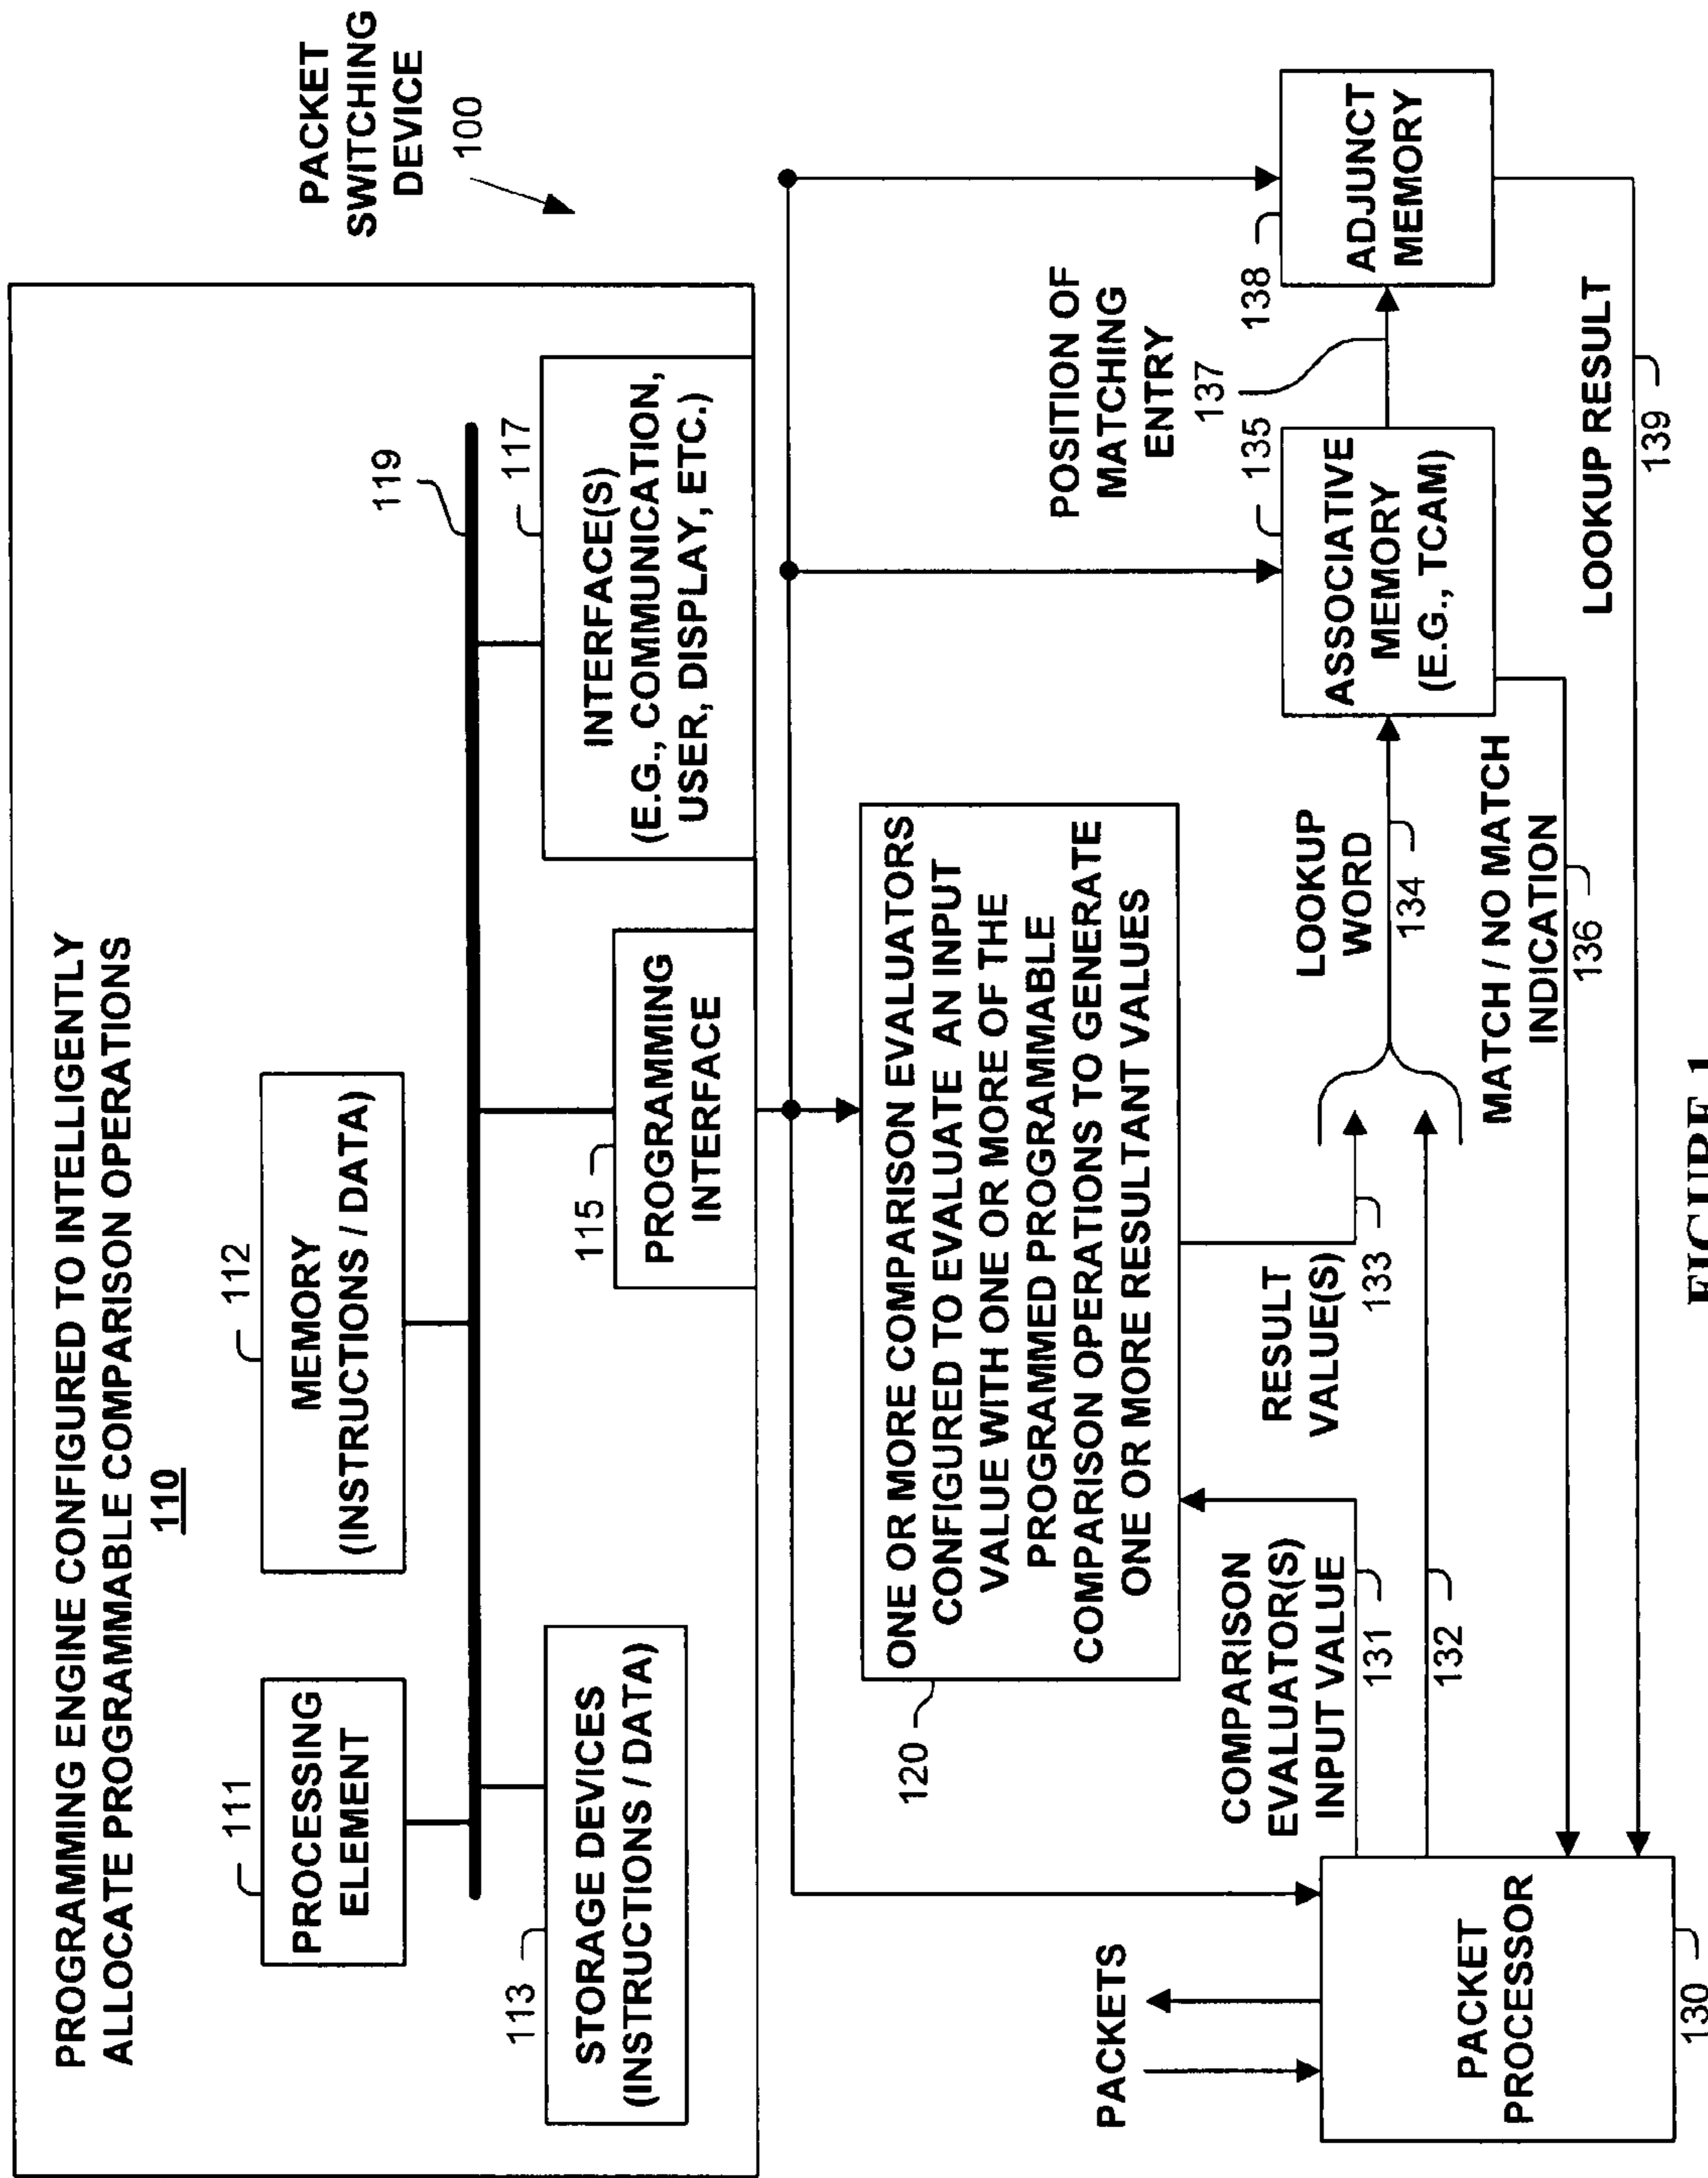 PROGRAMMING ENGINE CONFIGURED TO INTELLIGENTLY
ALLOCATE PROGRAMMABLE COMPARISON OPERATIONS
110
PACKET
SWITCHING
DEVICE
100
111
PROCESSING
ELEMENT
112
MEMORY
(INSTRUCTIONS / DATA)
119
113
STORAGE DEVICES
(INSTRUCTIONS / DATA)
115
PROGRAMMING
INTERFACE
117
INTERFACE(S)
(E.G., COMMUNICATION,
USER, DISPLAY, ETC.)
120
ONE OR MORE COMPARISON EVALUATORS
CONFIGURED TO EVALUATE AN INPUT
VALUE WITH ONE OR MORE OF THE
PROGRAMMED PROGRAMMABLE
COMPARISON OPERATIONS TO GENERATE
ONE OR MORE RESULTANT VALUES
PACKETS
PACKET
PROCESSOR
130
COMPARISON
EVALUATOR(S)
INPUT VALUE
131
132
RESULT
VALUE(S)
133
LOOKUP
WORD
134
135
ASSOCIATIVE
MEMORY
(E.G., TCAM)
MATCH / NO MATCH
INDICATION
136
POSITION OF
MATCHING
ENTRY
137
138
ADJUNCT
MEMORY
LOOKUP RESULT
139
FIGURE 1